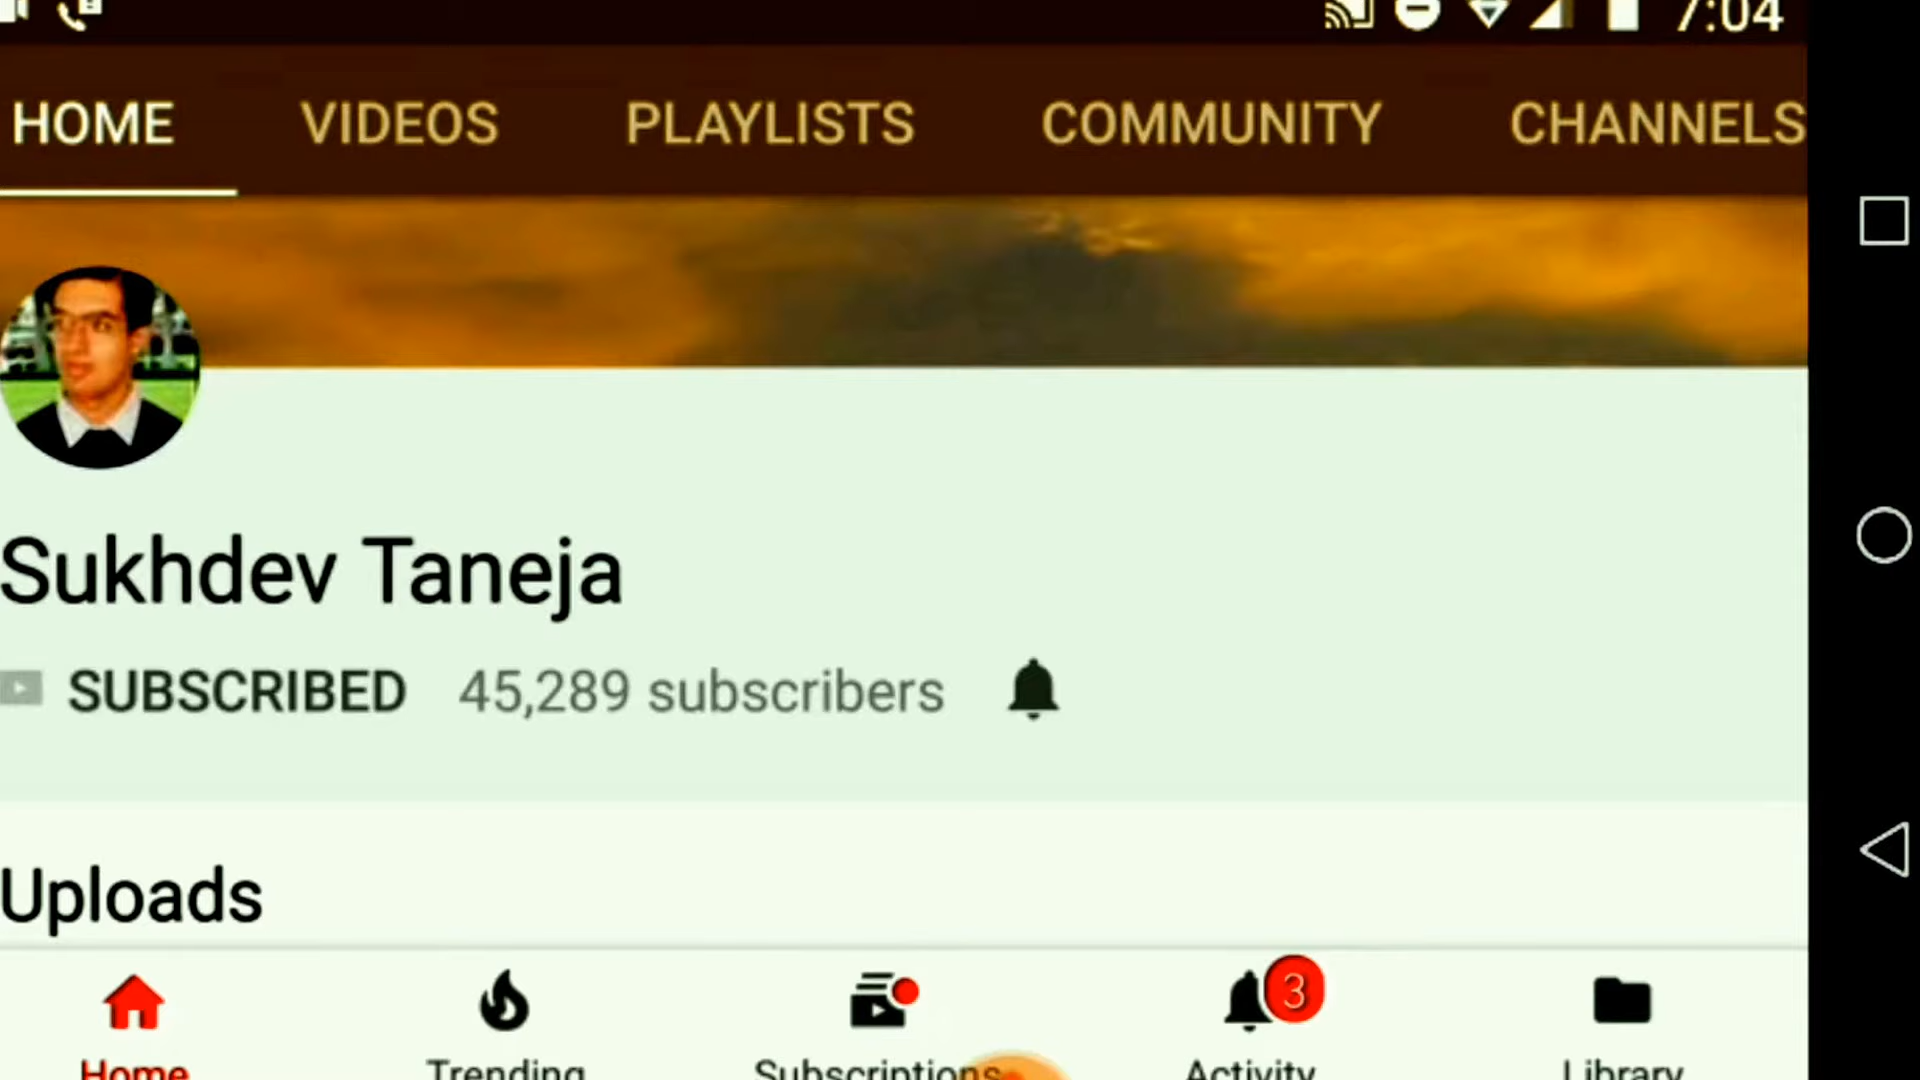 7:04
HOME VIDEOS PLAYLISTS COMMUNITY CHANNELS
Sukhdev Taneja
SUBSCRIBED 45,289 subscribers
Uploads
3
Home Trending Subscriptions Activity Library